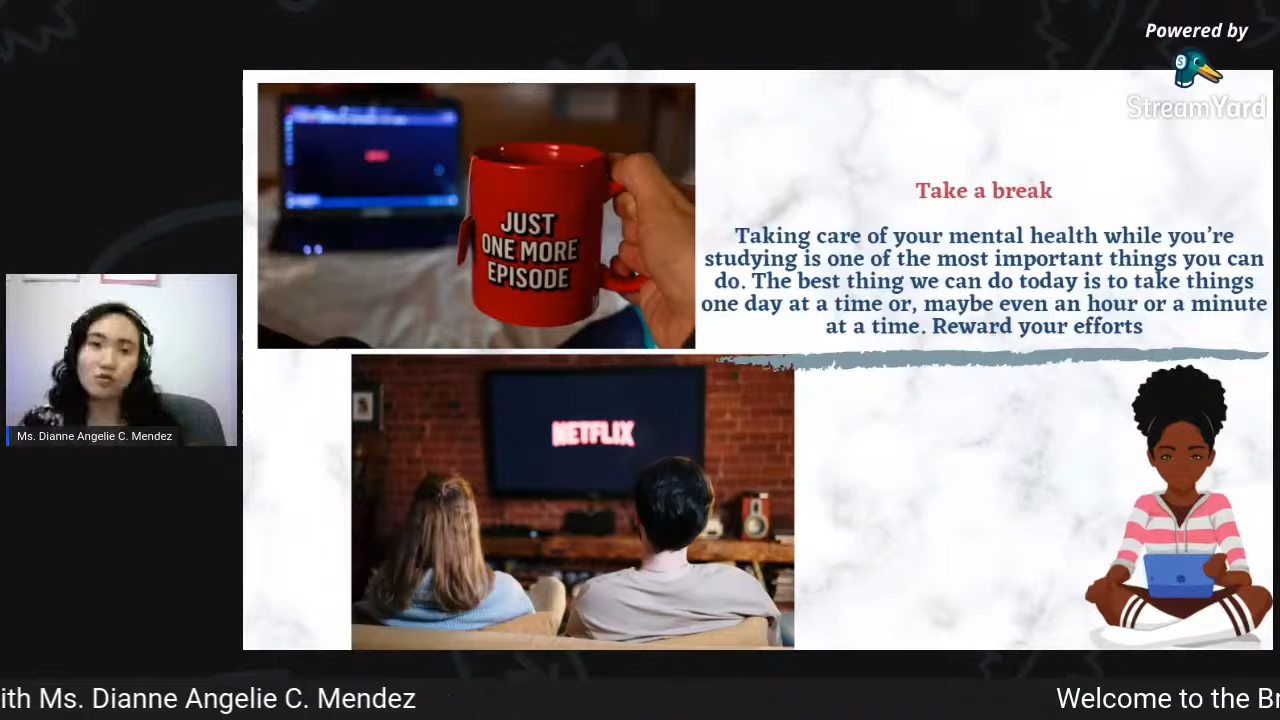 Powered by
StreamYard
JUST
ONE MORE
EPISODE
Take a break
Taking care of your mental health while you’re
studying is one of the most important things you can
do. The best thing we can do today is to take things
one day at a time or, maybe even an hour or a minute
at a time. Reward your efforts
NETFLIX
Ms. Dianne Angelie C. Mendez
ith Ms. Dianne Angelie C. Mendez
Welcome to the Br